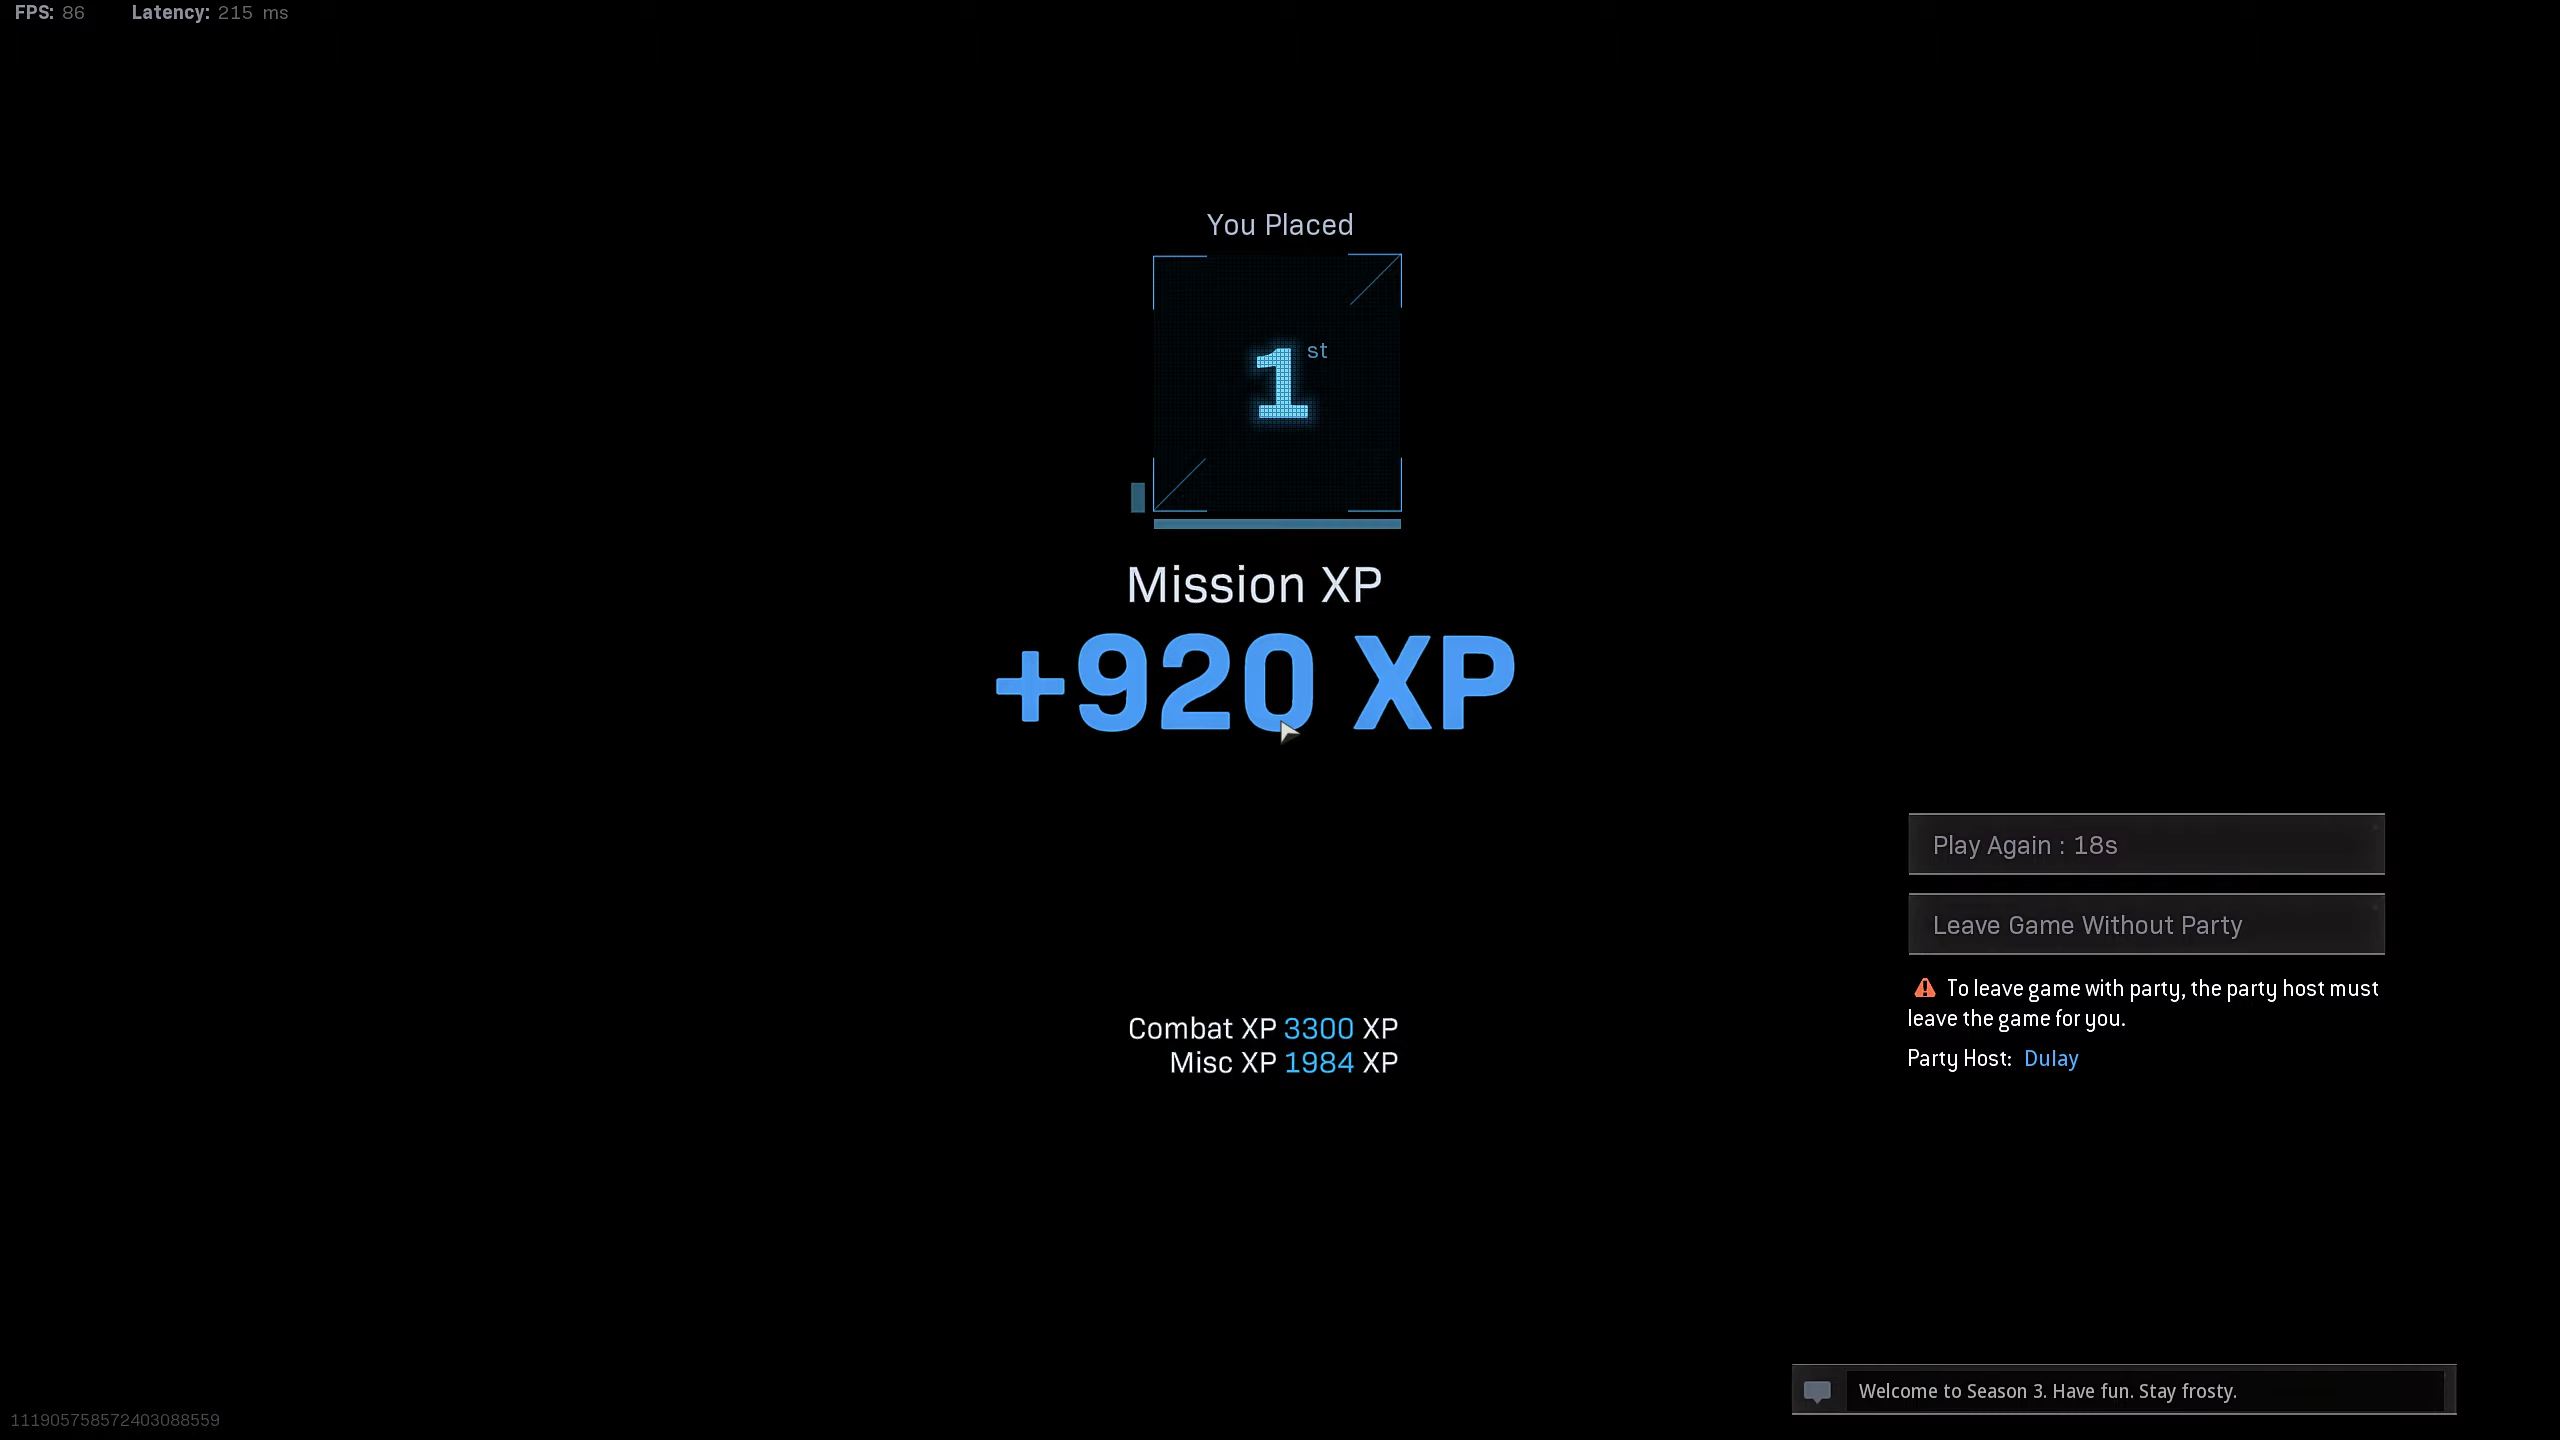 FPS: 86 Latency: 215 ms
You Placed
1st
Mission XP
+920 XP
Play Again : 18s
Leave Game Without Party
To leave game with party, the party host must
leave the game for you.
Party Host: Dulay
Combat XP 3300 XP
Misc XP 1984 XP
Welcome to Season 3. Have fun. Stay frosty.
11190575857240308​8559